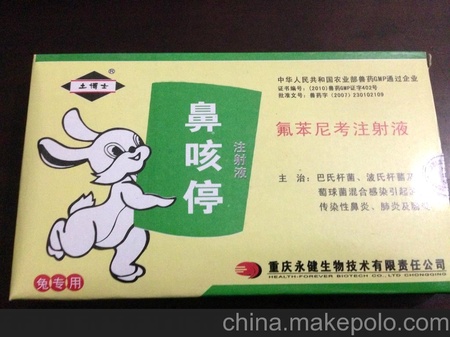 土博士
®
鼻咳停
注射液
兔专用
中华人民共和国农业部兽药GMP通过企业
证书编号：(2010)兽药GMP证字402号
批准文号：兽药字 (2007) 230102109
氟苯尼考注射液
主 治：巴氏杆菌、波氏杆菌
萄球菌混合感染引起
传染性鼻炎、肺炎及
重庆永健生物技术有限责任公司
HEALTH-FOREVER BIOTECH CO.,LTD CHONGQING
china.makepolo.com